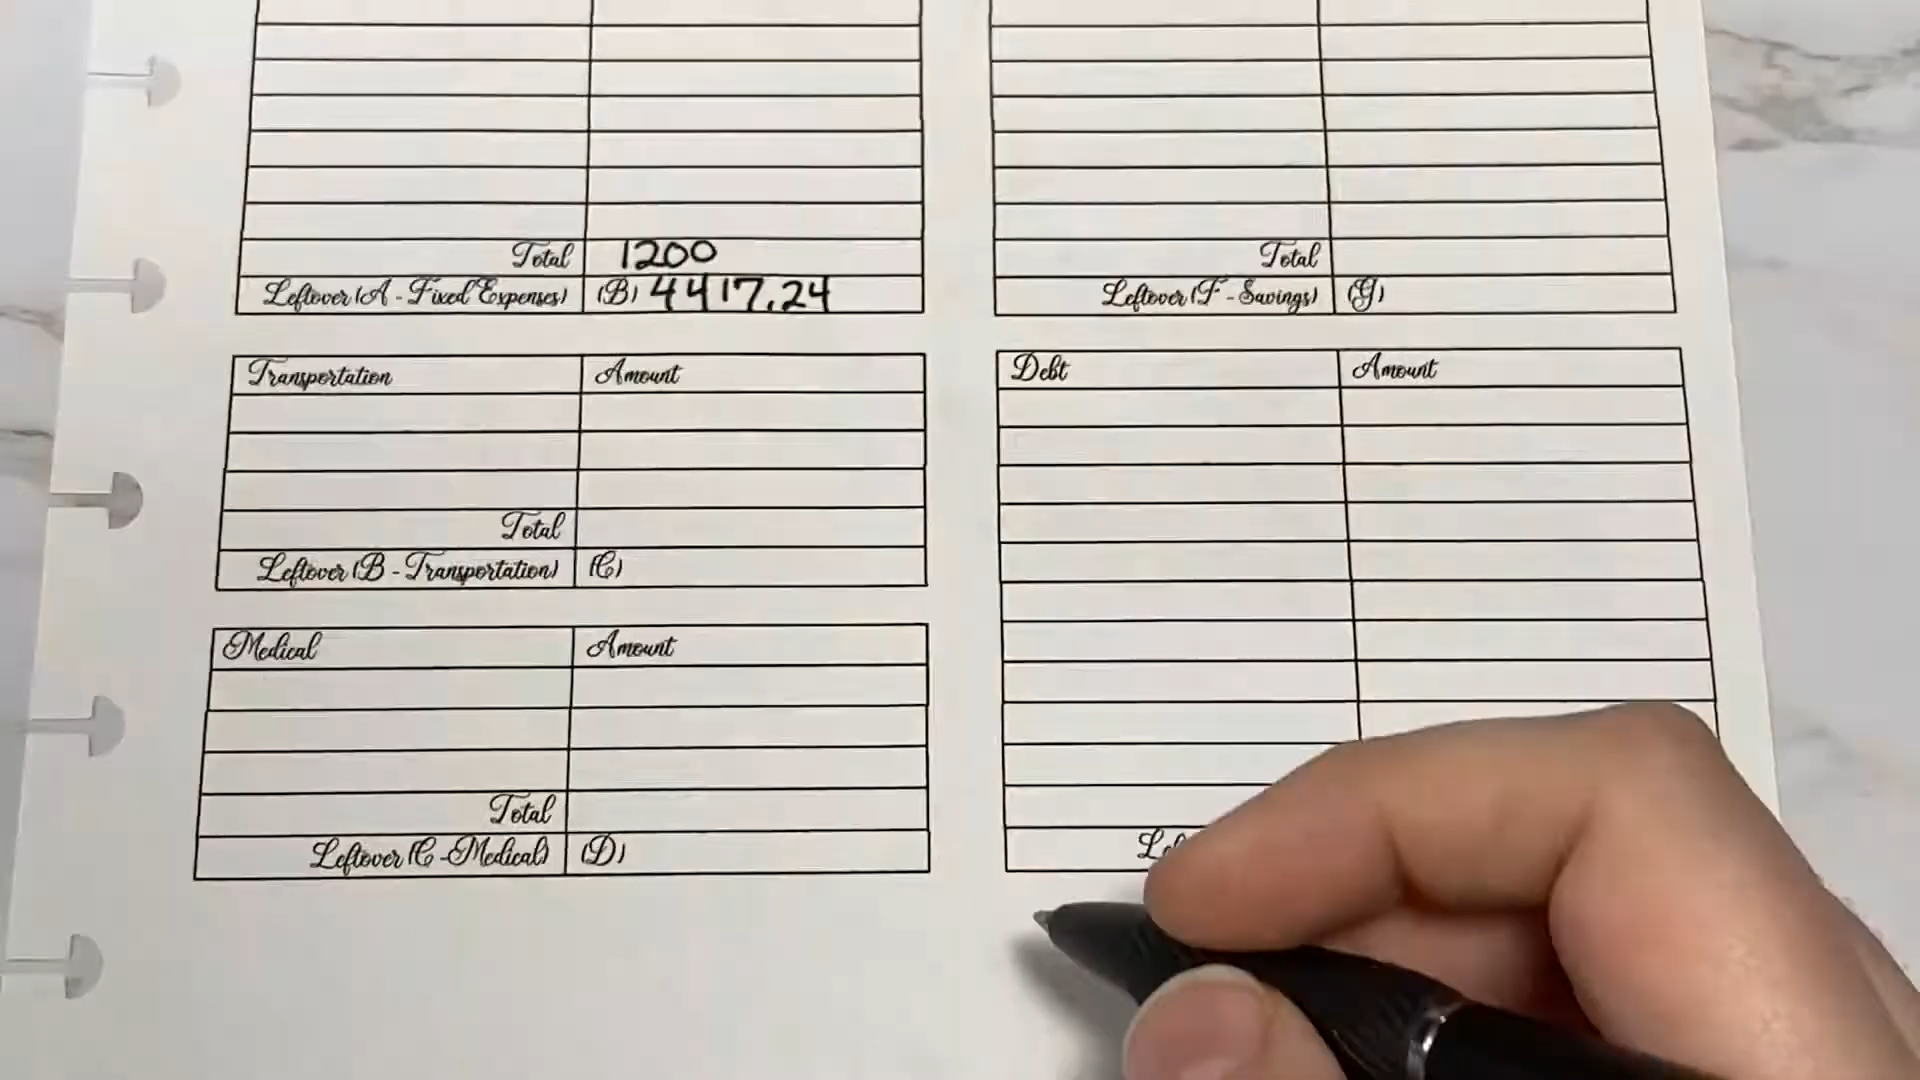 Total 1200
Leftover (A - Fixed Expenses) (B) 4417.24
Transportation Amount
Total
Leftover (B - Transportation) (C)
Medical Amount
Total
Leftover (C - Medical) (D)
Total
Leftover (F - Savings) (G)
Debt Amount